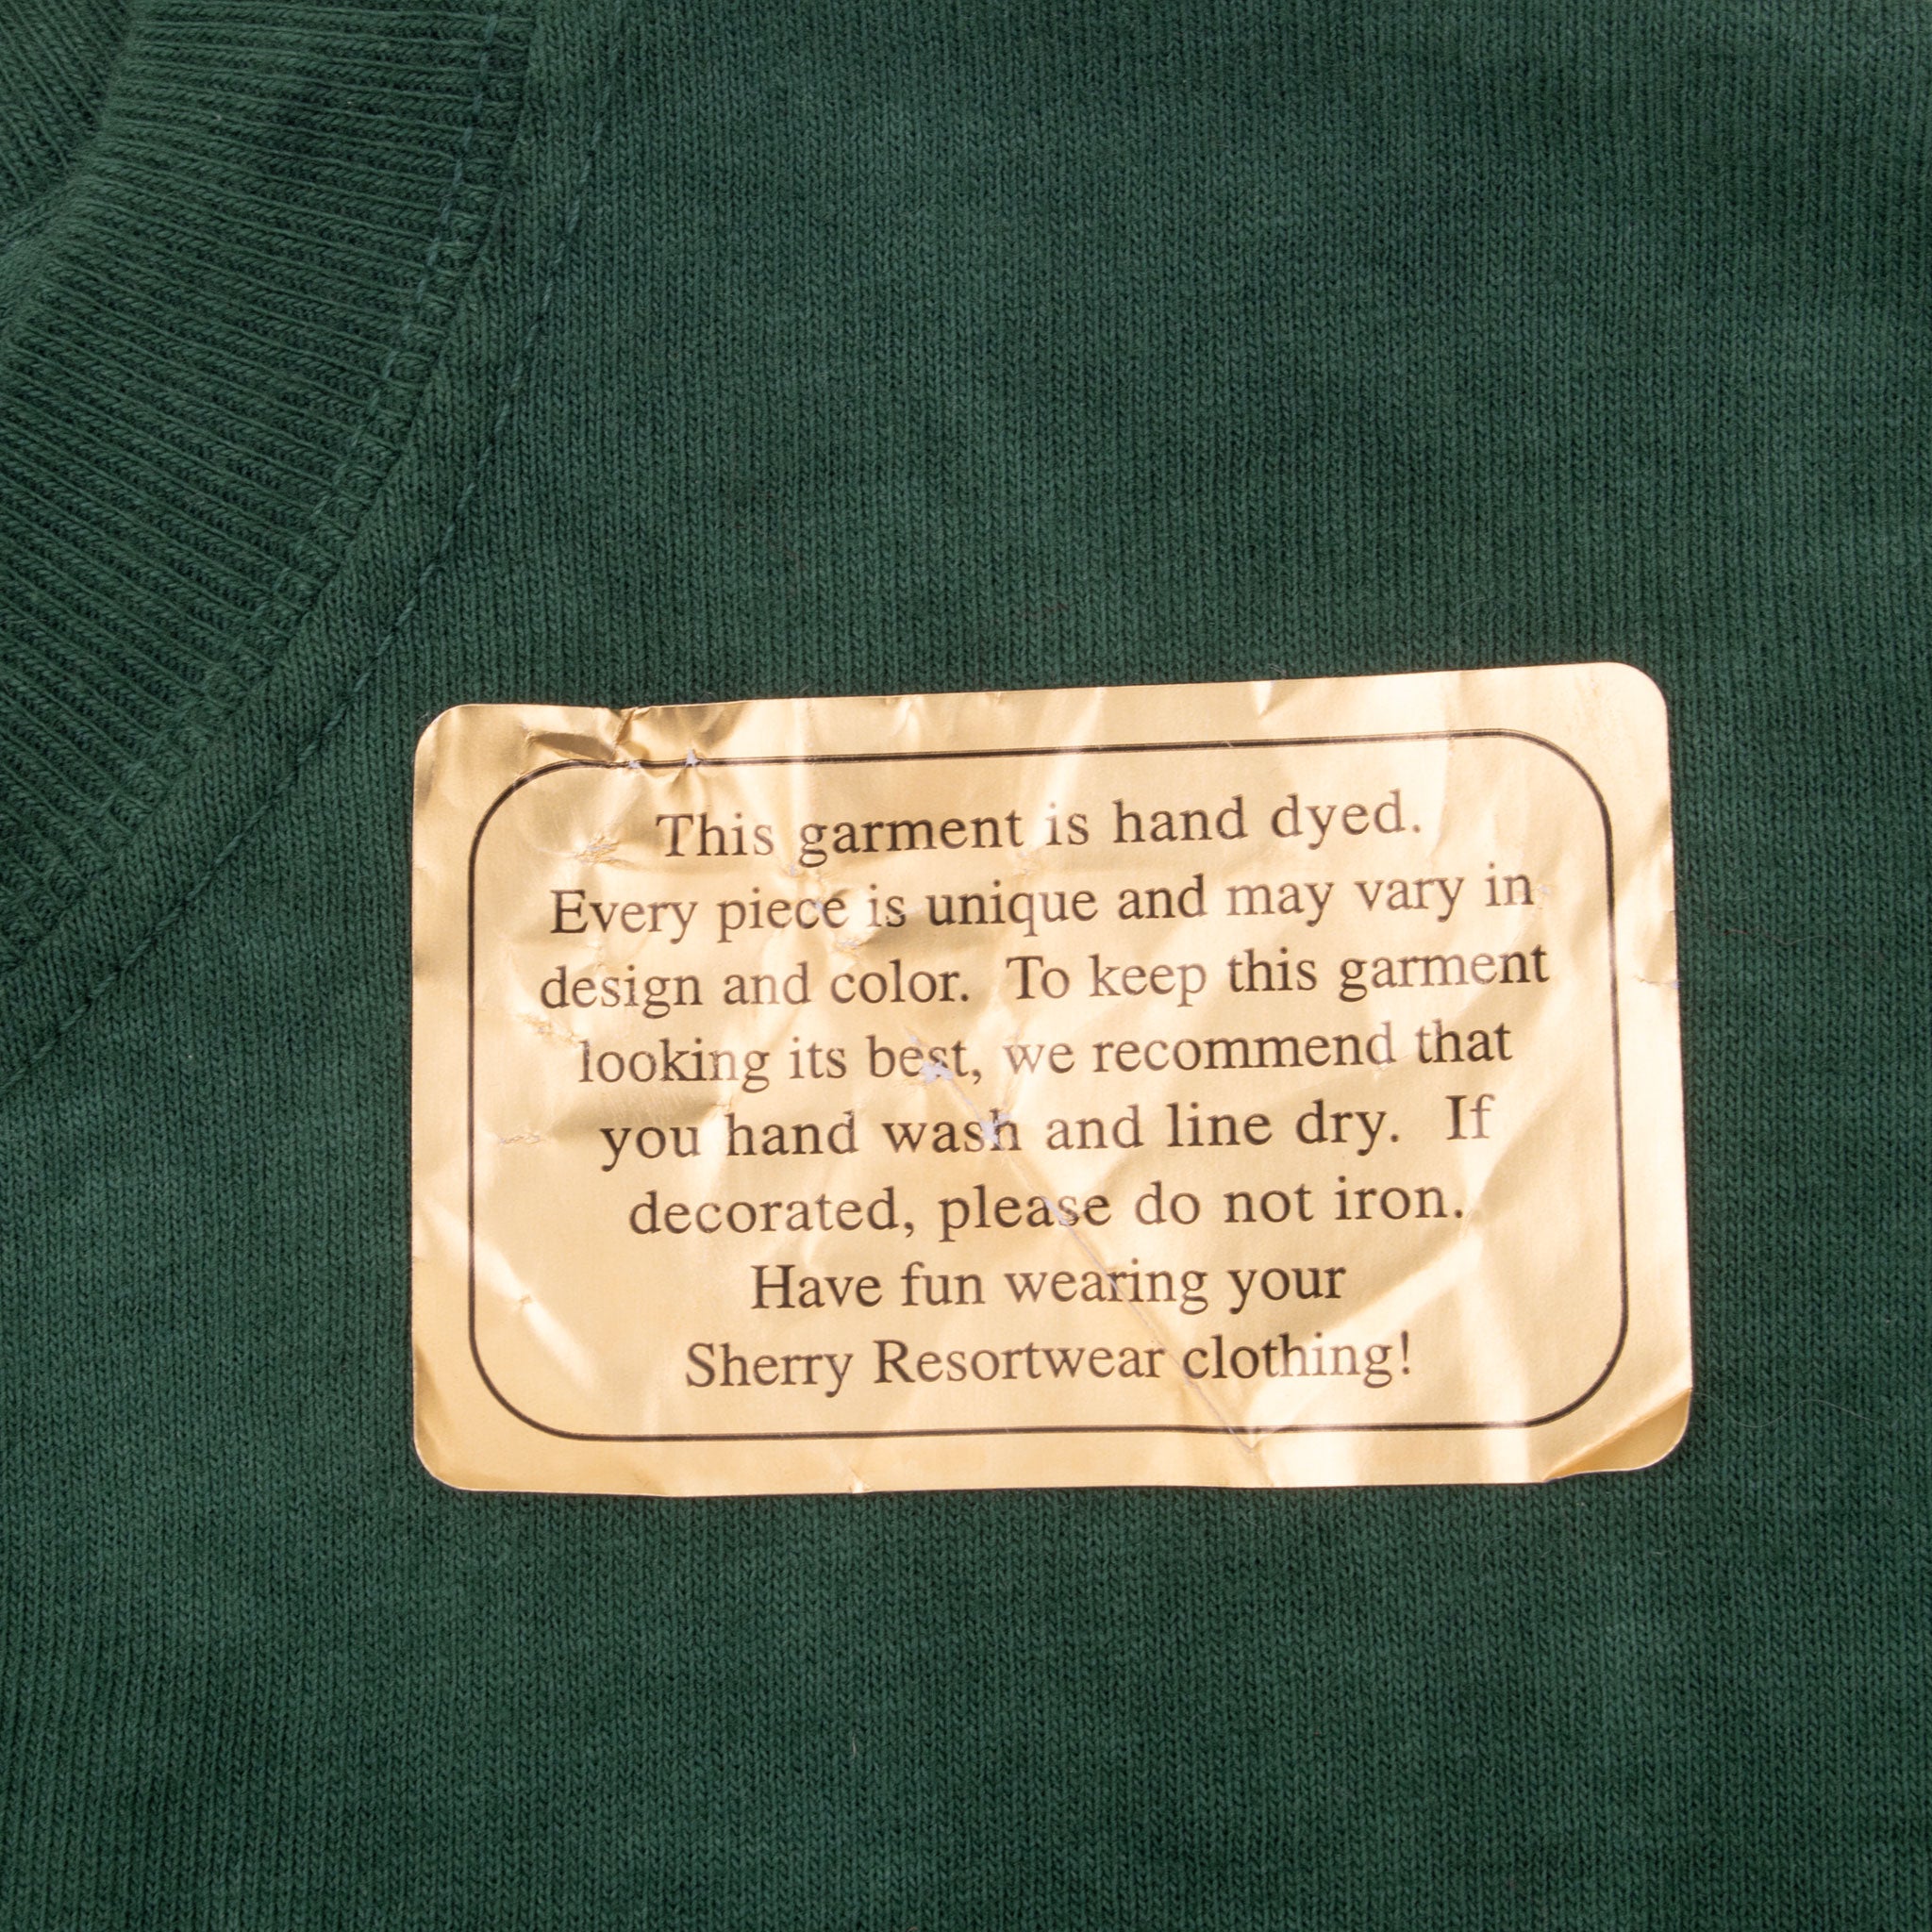 This garment is hand dyed.
Every piece is unique and may vary in
design and color. To keep this garment
looking its best, we recommend that
you hand wash and line dry. If
decorated, please do not iron.
Have fun wearing your
Sherry Resortwear clothing!